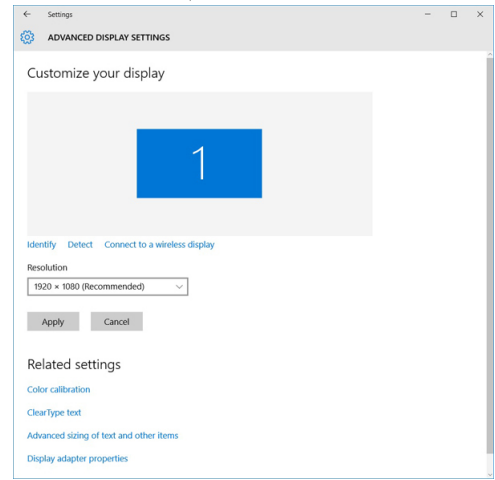 Settings
ADVANCED DISPLAY SETTINGS
Customize your display
1
Identify Detect Connect to a wireless display
Resolution
1920 × 1080 (Recommended)
Apply Cancel
Related settings
Color calibration
ClearType text
Advanced sizing of text and other items
Display adapter properties